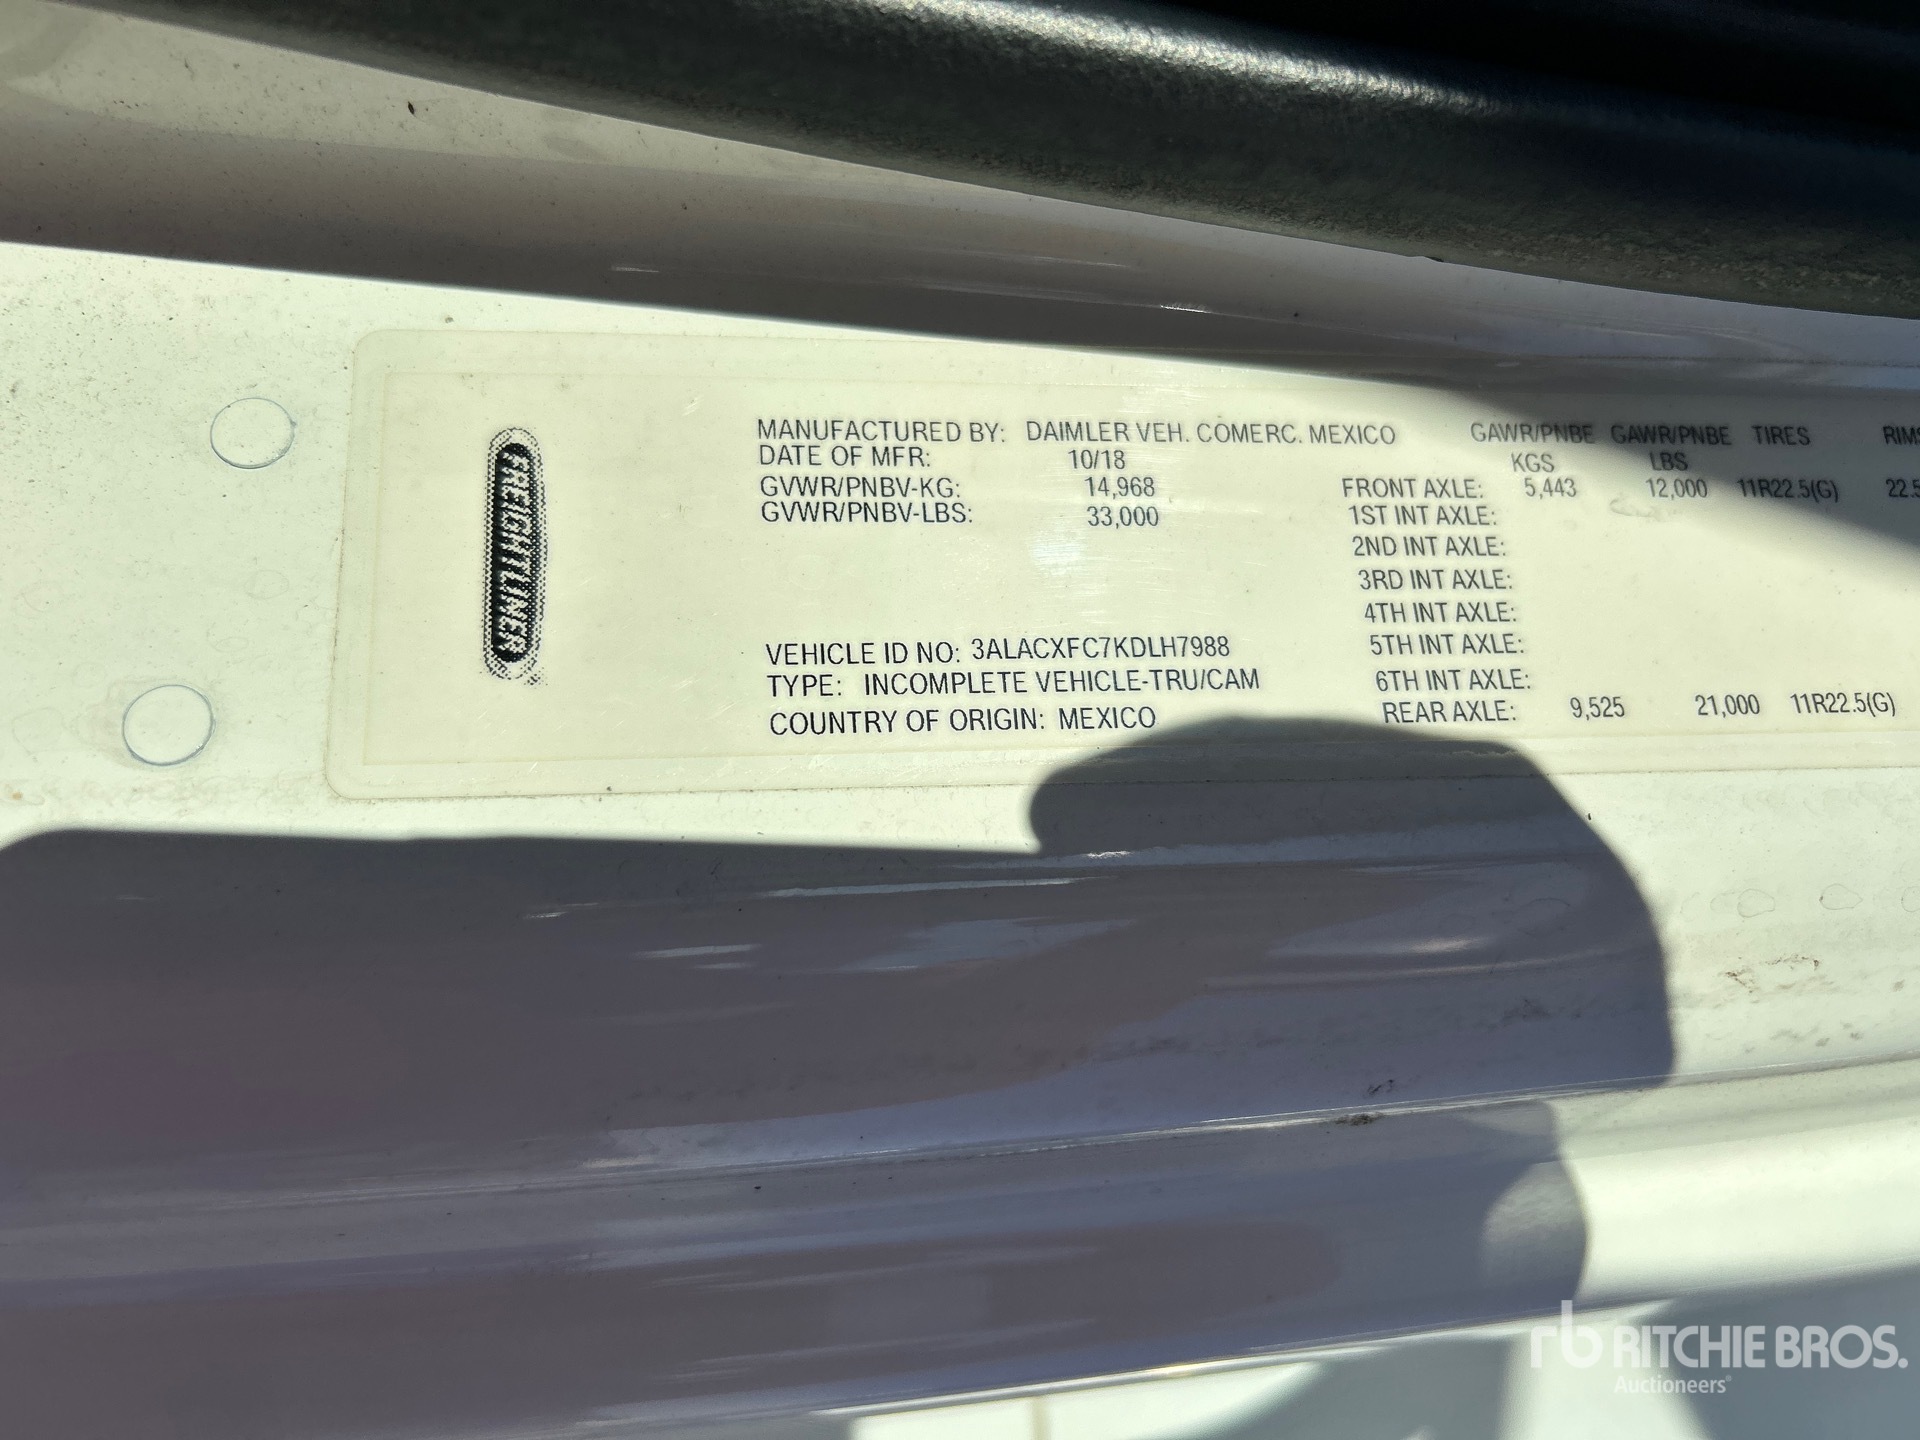 FREIGHTLINER
MANUFACTURED BY: DAIMLER VEH. COMERC. MEXICO
DATE OF MFR: 10/18
GVWR/PNBV-KG: 14,968
GVWR/PNBV-LBS: 33,000
VEHICLE ID NO: 3ALACXFC7KDLH7988
TYPE: INCOMPLETE VEHICLE-TRU/CAM
COUNTRY OF ORIGIN: MEXICO
GAWR/PNBE GAWR/PNBE TIRES RIMS
KGS LBS
FRONT AXLE: 5,443 12,000 11R22.5(G) 22.5
1ST INT AXLE:
2ND INT AXLE:
3RD INT AXLE:
4TH INT AXLE:
5TH INT AXLE:
6TH INT AXLE:
REAR AXLE: 9,525 21,000 11R22.5(G)
rb RITCHIE BROS.
Auctioneers